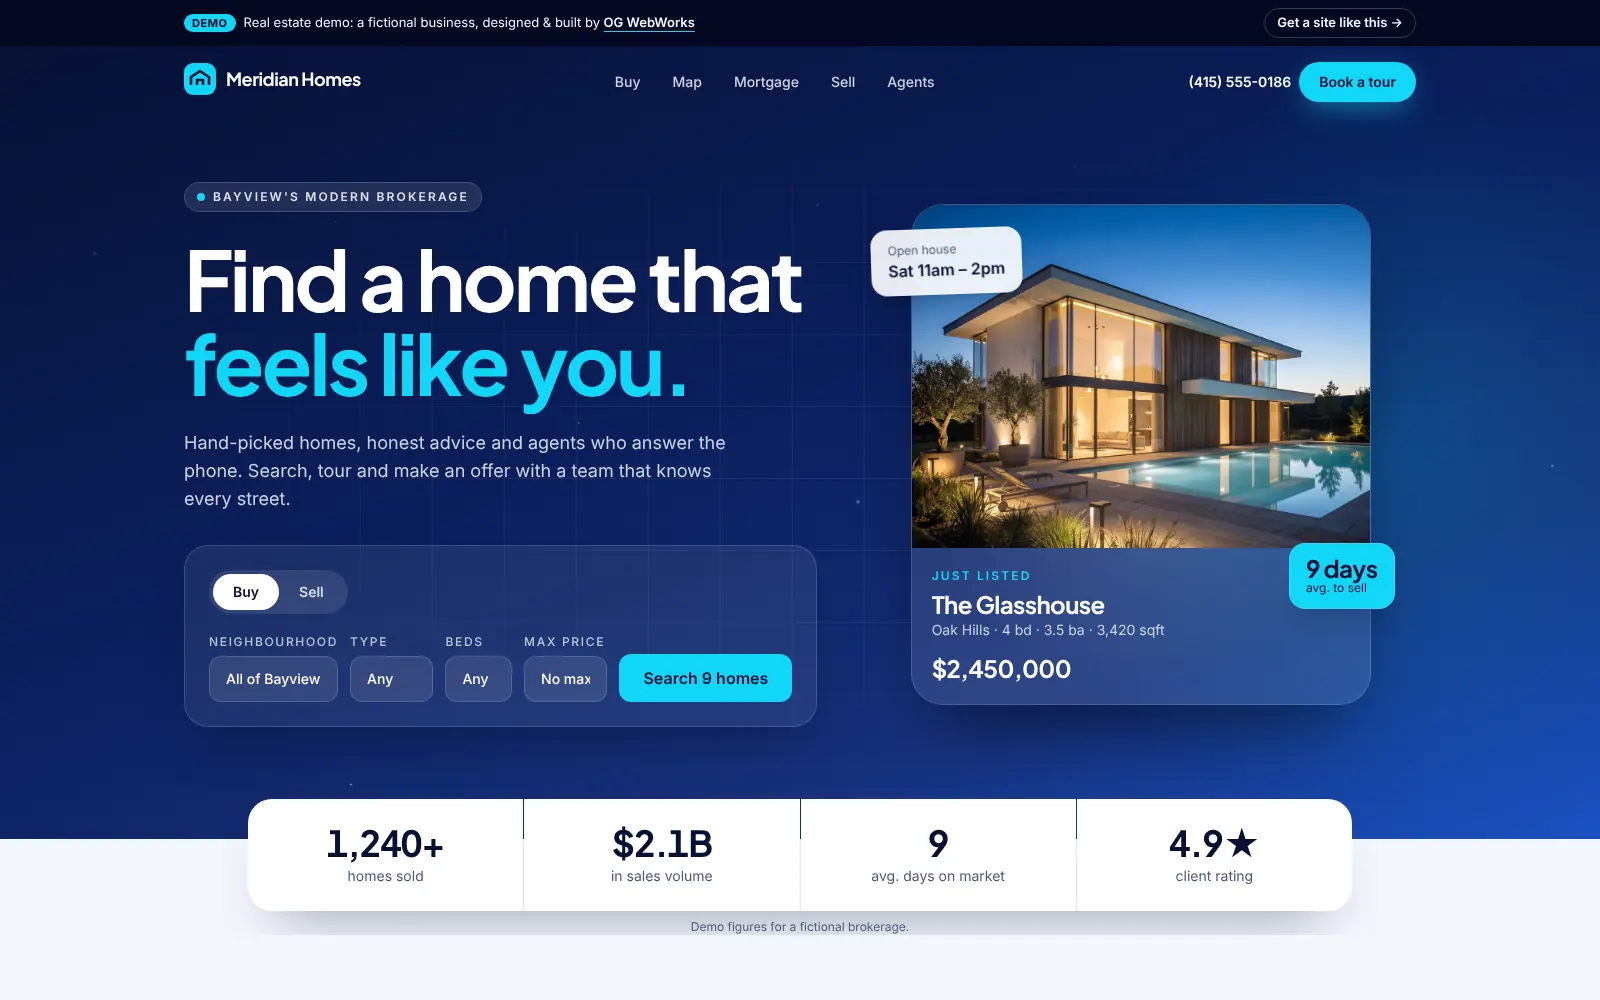 DEMO Real estate demo: a fictional business, designed & built by OG WebWorks
Get a site like this →
Meridian Homes
Buy Map Mortgage Sell Agents
(415) 555-0186
Book a tour
BAYVIEW'S MODERN BROKERAGE
Find a home that
feels like you.
Hand-picked homes, honest advice and agents who answer the
phone. Search, tour and make an offer with a team that knows
every street.
Buy Sell
NEIGHBOURHOOD TYPE BEDS MAX PRICE
All of Bayview Any Any No max Search 9 homes
Open house
Sat 11am – 2pm
JUST LISTED
The Glasshouse
Oak Hills · 4 bd · 3.5 ba · 3,420 sqft
$2,450,000
9 days
avg. to sell
1,240+ $2.1B 9 4.9★
homes sold in sales volume avg. days on market client rating
Demo figures for a fictional brokerage.